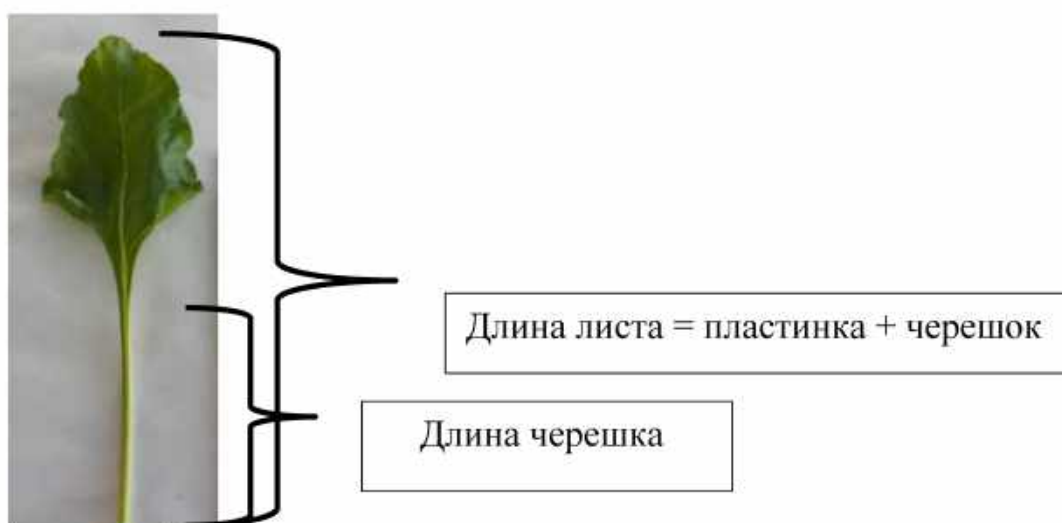 Длина листа = пластинка + черешок
Длина черешка